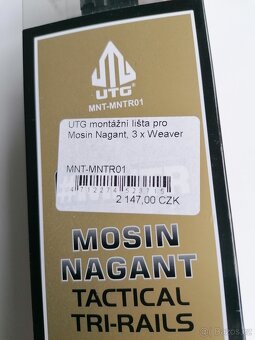 UTG
MNT-MNTR01
UTG montážní lišta pro
Mosin Nagant, 3 x Weaver
MNT-MNTR01
4712274523715
2 147,00 CZK
MOSIN
NAGANT
TACTICAL
TRI-RAILS